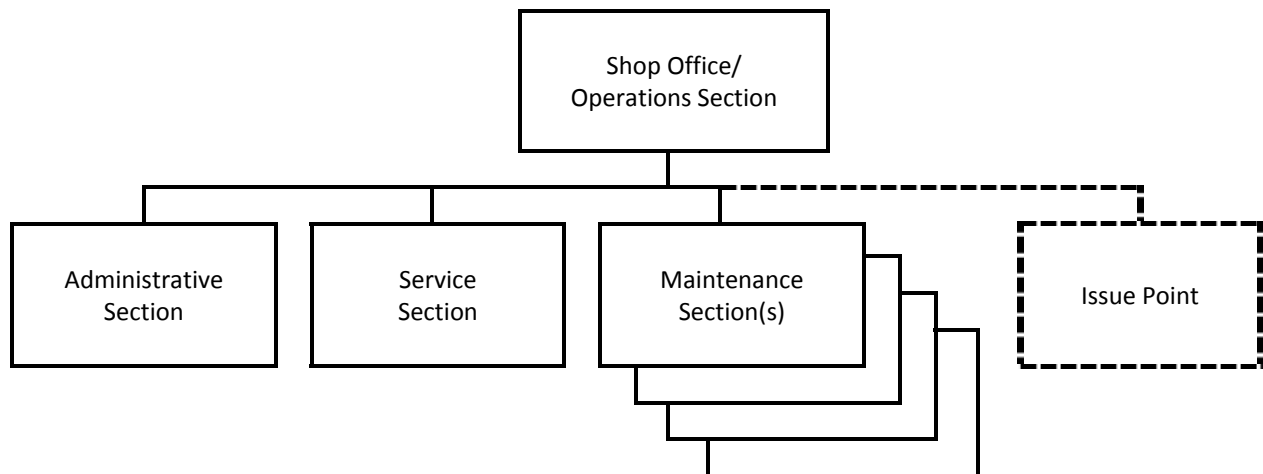 Shop Office/
Operations Section
Administrative
Section
Service
Section
Maintenance
Section(s)
Issue Point